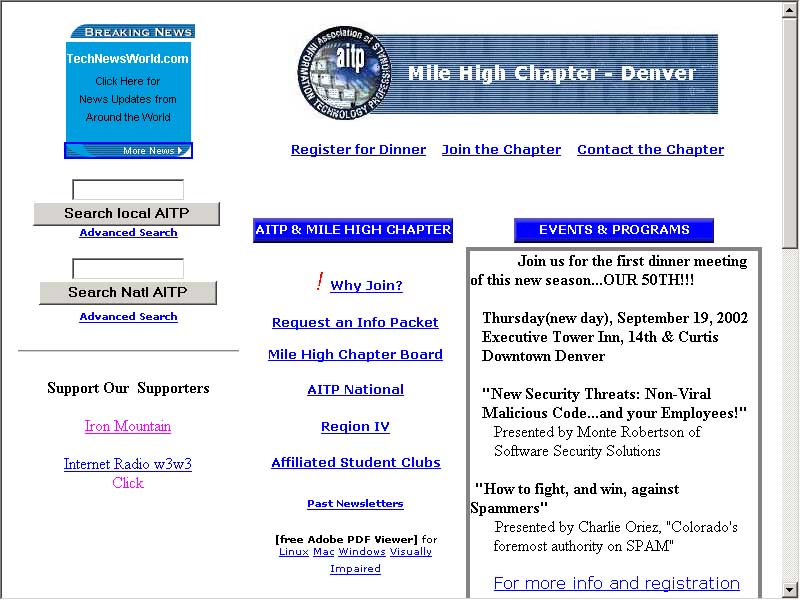 BREAKING NEWS
TechNewsWorld.com
Click Here for
News Updates from
Around the World
More News
Search local AITP
Advanced Search
Search Natl AITP
Advanced Search
Support Our Supporters
Iron Mountain
Internet Radio w3w3
Click
Association of
INFORMATION TECHNOLOGY PROFESSIONALS
aitp
Mile High Chapter - Denver
Register for Dinner Join the Chapter Contact the Chapter
AITP & MILE HIGH CHAPTER
! Why Join?
Request an Info Packet
Mile High Chapter Board
AITP National
Region IV
Affiliated Student Clubs
Past Newsletters
[free Adobe PDF Viewer] for
Linux Mac Windows Visually
Impaired
EVENTS & PROGRAMS
Join us for the first dinner meeting
of this new season...OUR 50TH!!!
Thursday(new day), September 19, 2002
Executive Tower Inn, 14th & Curtis
Downtown Denver
"New Security Threats: Non-Viral
Malicious Code...and your Employees!"
Presented by Monte Robertson of
Software Security Solutions
"How to fight, and win, against
Spammers"
Presented by Charlie Oriez, "Colorado's
foremost authority on SPAM"
For more info and registration